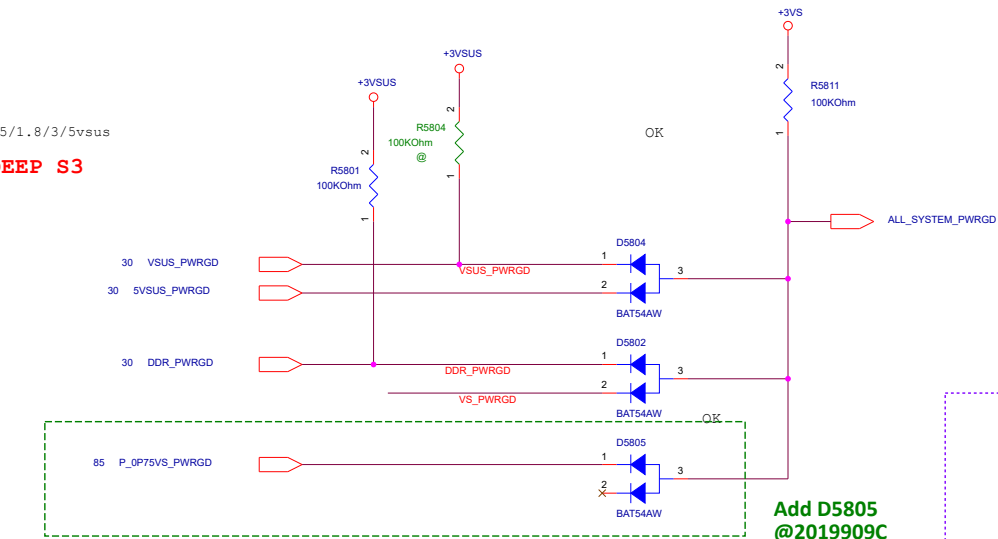 +3VS
+3VSUS
+3VSUS
2
R5811
100KOhm
1
2
R5804
100KOhm
@
1
OK
5/1.8/3/5vsus
EEP S3
2
R5801
100KOhm
1
ALL_SYSTEM_PWRGD
D5804
30 VSUS_PWRGD
1
VSUS_PWRGD
3
30 5VSUS_PWRGD
2
BAT54AW
D5802
30 DDR_PWRGD
1
DDR_PWRGD
3
2
VS_PWRGD
BAT54AW
OK
D5805
85 P_0P75VS_PWRGD
1
3
2
BAT54AW
Add D5805
@2019909C